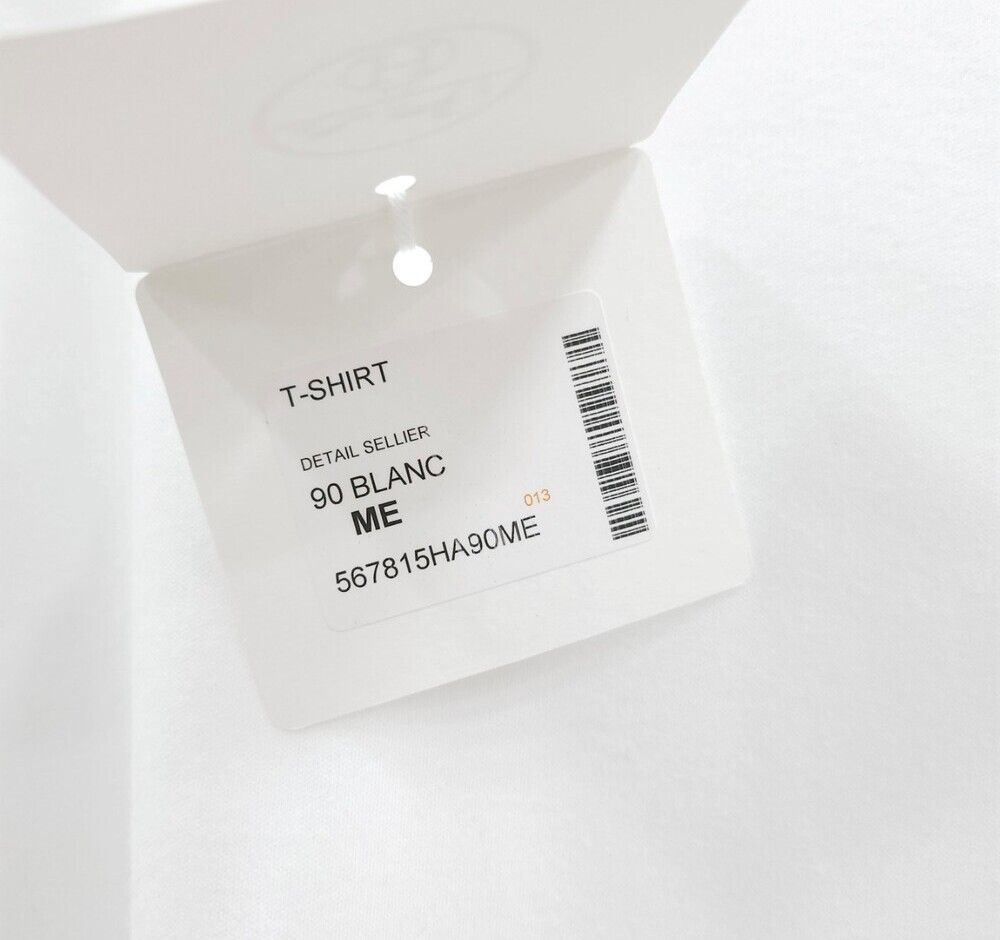 T-SHIRT
DETAIL SELLIER
90 BLANC
ME
013
567815HA90ME